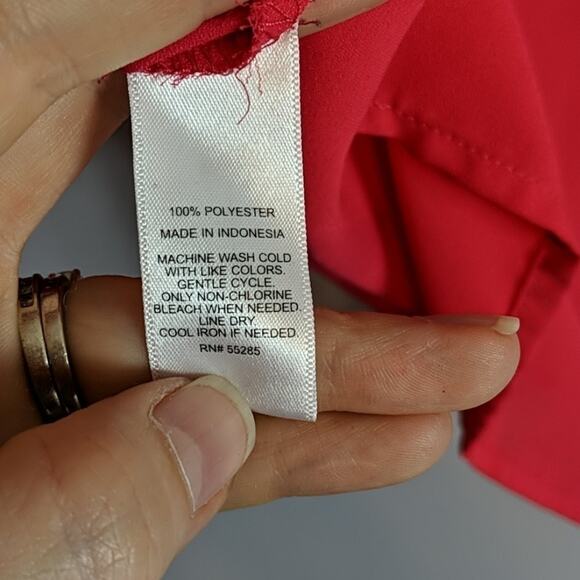 100% POLYESTER
MADE IN INDONESIA
MACHINE WASH COLD
WITH LIKE COLORS.
GENTLE CYCLE.
ONLY NON-CHLORINE
BLEACH WHEN NEEDED.
LINE DRY
COOL IRON IF NEEDED.
RN# 55285